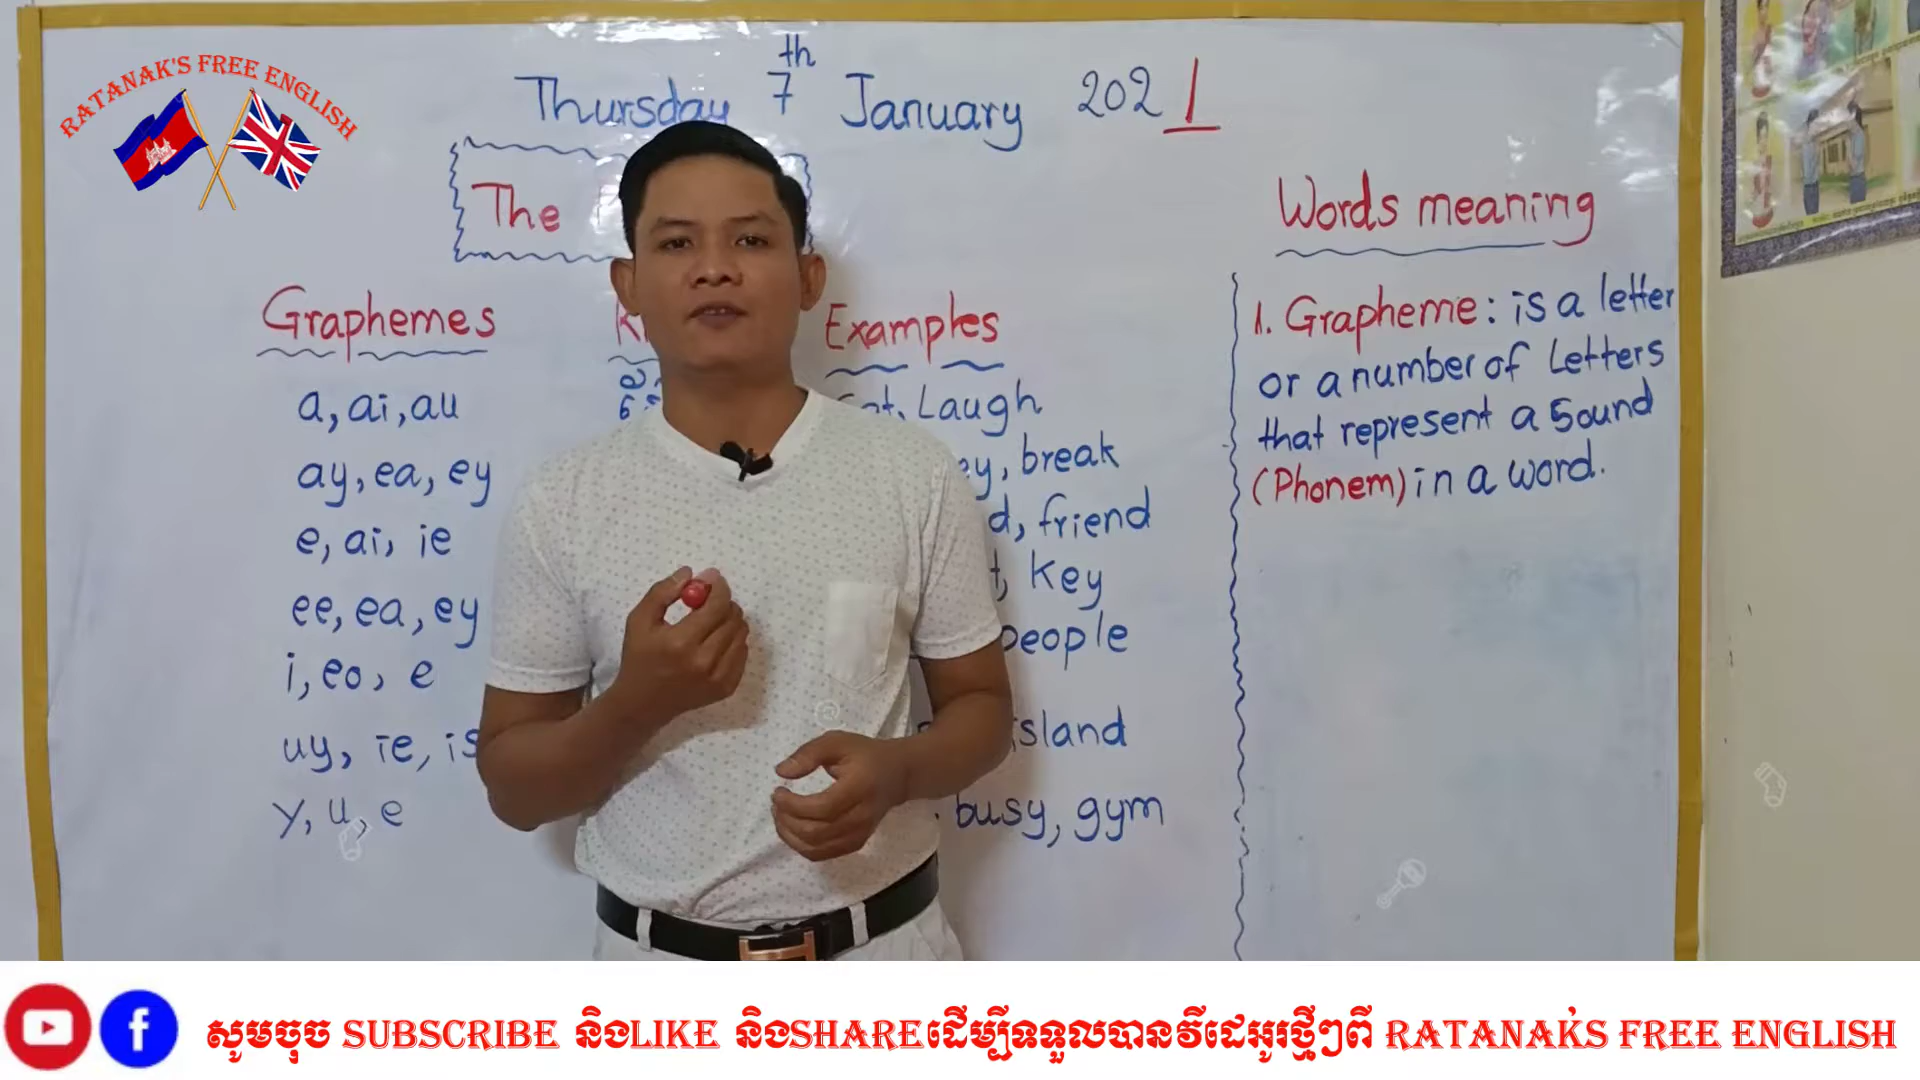 RATANAK'S FREE ENGLISH
Thursday 7th January 2021
The
Words meaning
Graphemes
Examples
a, ai, au
Laugh
ay, ea, ey
break
e, ai, ie
friend
ee, ea, ey
key
i, eo, e
people
uy, ie, is
island
y, u, e
busy, gym
1. Grapheme: is a letter
or a number of Letters
that represent a sound
(Phonem) in a word.
សូមចុច SUBSCRIBE និងLIKE និងSHAREដើម្បីទទួលបានវីដេអូរថ្មីៗពី RATANAK'S FREE ENGLISH